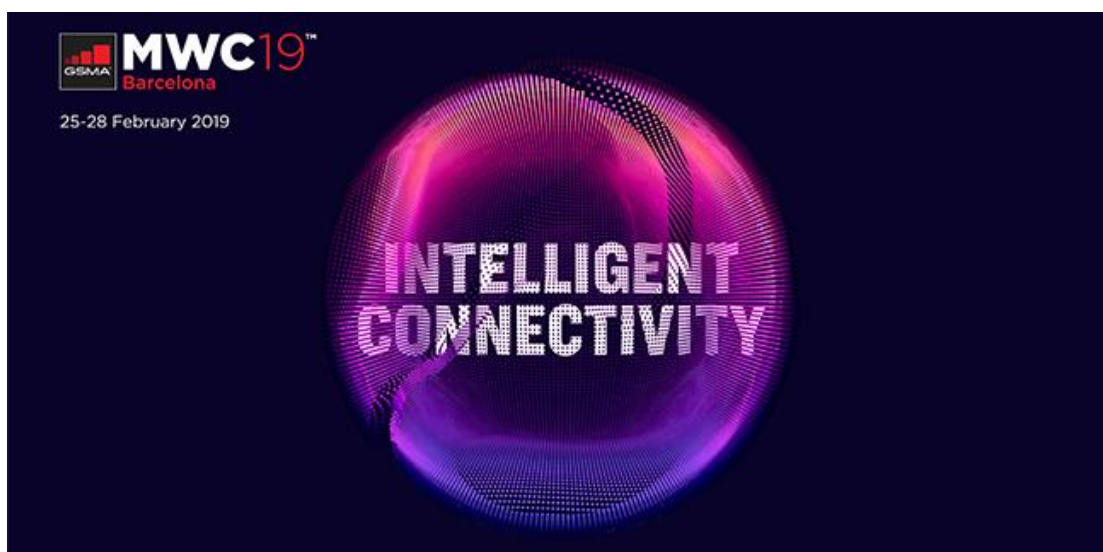 GSMA
MWC19™
Barcelona
25-28 February 2019
INTELLIGENT
CONNECTIVITY